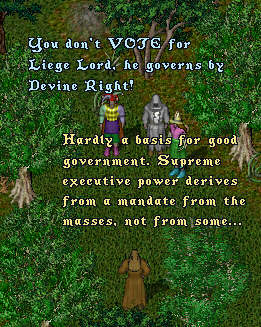 You don't VOTE for
Liege Lord, he governs by
Devine Right!
Hardly a basis for good
government. Supreme
executive power derives
from a mandate from the
masses, not from some...